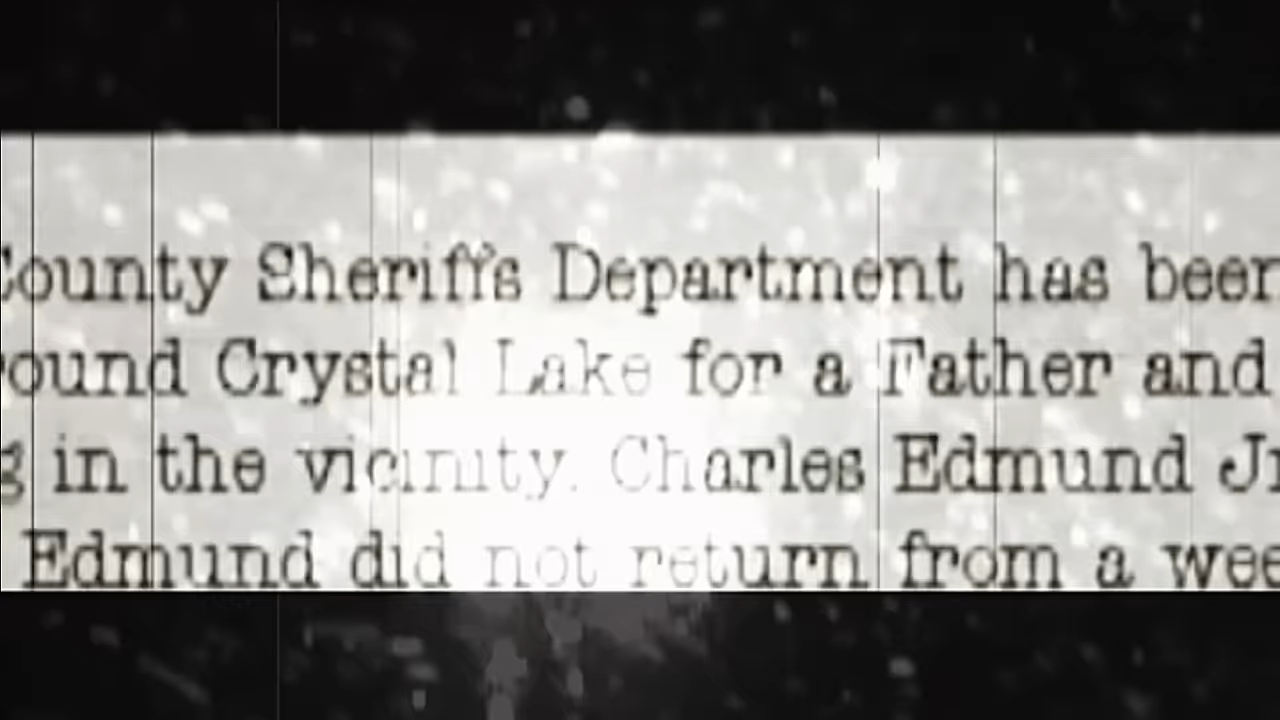 County Sheriff's Department has been
ound Crystal Lake for a Father and
g in the vicinity. Charles Edmund Jr
Edmund did not return from a wee